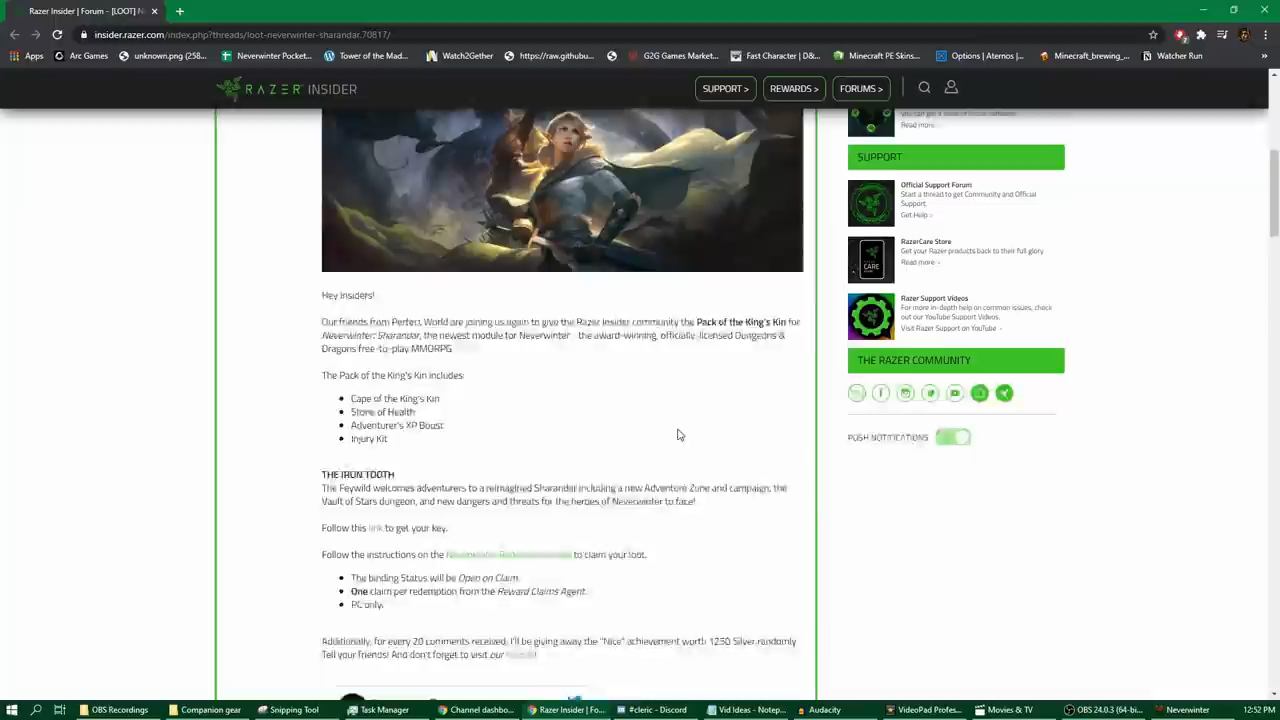 Razer Insider | Forum - [LOOT] N
insider.razer.com/index.php?threads/loot-neverwinter-sharandar.70817/
Apps Arc Games unknown.png (258... Neverwinter Pocket... Tower of the Mad... Watch2Gether https://raw.githubu... G2G Games Market... Fast Character | D&... Minecraft PE Skins... Options | Aternos |... Minecraft_brewing_... Watcher Run
RAZER INSIDER SUPPORT > REWARDS > FORUMS >
Read more
SUPPORT
Official Support Forum
Start a thread to get Community and Official
Support.
Get Help >
RazerCare Store
Get your Razer products back to their full glory
Read more
Razer Support Videos
For more in-depth help on common issues, check
out our YouTube Support Videos.
Visit Razer Support on YouTube
THE RAZER COMMUNITY
PUSH NOTIFICATIONS
Hey Insiders!
Our friends from Perfect World are joining us again to give the Razer Insider community the Pack of the King's Kin for
Neverwinter: Sharandar, the newest module for Neverwinter the award-winning, officially-licensed Dungeons &
Dragons free-to-play MMORPG
The Pack of the King's Kin includes:
Cape of the King's Kin
Stone of Health
Adventurer's XP Boost
Injury Kit
THE IRON TOOTH
The Feywild welcomes adventurers to a reimagined Sharandar including a new Adventure Zone and campaign, the
Vault of Stars dungeon, and new dangers and threats for the heroes of Neverwinter to face!
Follow this link to get your key.
Follow the instructions on the Neverwinter to claim your loot.
The binding Status will be Open on Claim.
One claim per redemption from the Reward Claims Agent.
PC only.
Additionally, for every 20 comments received, I'll be giving away the "Nice" achievement worth 1250 Silver randomly
Tell your friends! And don't forget to visit our
OBS Recordings Companion gear Snipping Tool Task Manager Chord dashbo... Razer Insider | Fo... #cleric - Discord Vid Ideas - Notep... Audacity VideoPad Profes... Movies & TV OBS 24.0.3 (64-bi... Neverwinter 12:52 PM